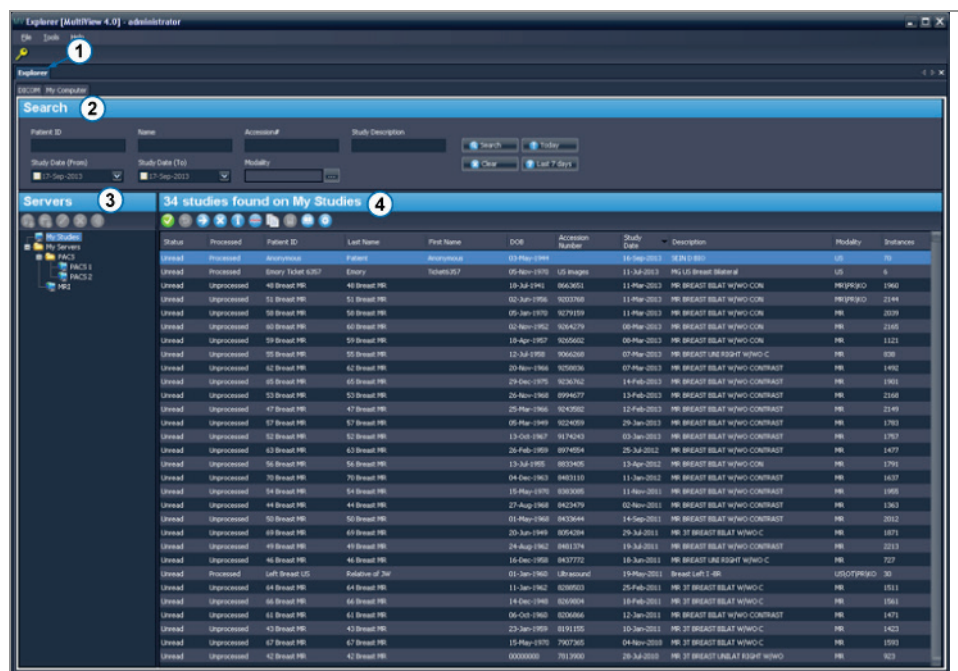 Explorer [MultiView 4.0] - administrator
File Tools Help
1
Explorer
DICOM My Computer
Search 2
Patient ID Name Accession# Study Description
Search Today
Study Date (From) Study Date (To) Modality
Clear Last 7 days
17-Sep-2013 17-Sep-2013
Servers 3 34 studies found on My Studies 4
My Studies
My Servers
PACS
PACS 1
PACS 2
MRI
Status Processed Patient ID Last Name First Name DOB Accession Number Study Date Description Modality Instances
Unread Processed Anonymous Patient 03-May-1944 16-Sep-2013 SEIN D BIO US 70
Unread Processed Emory Ticket 6357 Emory Ticket6357 05-Nov-1970 US images 11-Jul-2013 MG US Breast Bilateral US 6
Unread Unprocessed 48 Breast MR 48 Breast MR 18-Jul-1941 8663651 11-Mar-2013 MR BREAST BILAT W/WO CON MR|PR|KO 1960
Unread Unprocessed 51 Breast MR 51 Breast MR 02-Jun-1956 9203768 11-Mar-2013 MR BREAST BILAT W/WO CON MR|PR|KO 2144
Unread Unprocessed 58 Breast MR 58 Breast MR 05-Jan-1970 9279159 11-Mar-2013 MR BREAST BILAT W/WO CON MR 2039
Unread Unprocessed 60 Breast MR 60 Breast MR 02-Nov-1952 9264279 08-Mar-2013 MR BREAST BILAT W/WO CON MR 2165
Unread Unprocessed 59 Breast MR 59 Breast MR 18-Apr-1957 9265602 08-Mar-2013 MR BREAST BILAT W/WO CON MR 1121
Unread Unprocessed 55 Breast MR 55 Breast MR 12-Jul-1958 9066268 07-Mar-2013 MR BREAST UNI RIGHT W/WO C MR 838
Unread Unprocessed 62 Breast MR 62 Breast MR 20-Nov-1966 9258036 07-Mar-2013 MR BREAST BILAT W/WO CONTRAST MR 1492
Unread Unprocessed 65 Breast MR 65 Breast MR 29-Dec-1975 9236762 14-Feb-2013 MR BREAST BILAT W/WO CONTRAST MR 1901
Unread Unprocessed 53 Breast MR 53 Breast MR 26-Nov-1968 8994677 13-Feb-2013 MR BREAST BILAT W/WO CONTRAST MR 2168
Unread Unprocessed 47 Breast MR 47 Breast MR 25-Mar-1966 9243582 12-Feb-2013 MR BREAST BILAT W/WO CONTRAST MR 2149
Unread Unprocessed 57 Breast MR 57 Breast MR 05-Mar-1949 9224059 29-Jan-2013 MR BREAST BILAT W/WO CONTRAST MR 1783
Unread Unprocessed 52 Breast MR 52 Breast MR 13-Oct-1967 9174243 03-Jan-2013 MR BREAST BILAT W/WO CONTRAST MR 1757
Unread Unprocessed 63 Breast MR 63 Breast MR 26-Feb-1959 8974554 25-Jul-2012 MR BREAST BILAT W/WO CONTRAST MR 1477
Unread Unprocessed 56 Breast MR 56 Breast MR 13-Jul-1955 8833405 13-Apr-2012 MR BREAST BILAT W/WO CON MR 1791
Unread Unprocessed 70 Breast MR 70 Breast MR 04-Dec-1963 8483110 11-Jan-2012 MR BREAST BILAT W/WO CONTRAST MR 1637
Unread Unprocessed 54 Breast MR 54 Breast MR 15-May-1970 8383085 11-Nov-2011 MR BREAST BILAT W/WO CONTRAST MR 1955
Unread Unprocessed 44 Breast MR 44 Breast MR 27-Aug-1968 8423479 02-Nov-2011 MR BREAST BILAT W/WO CONTRAST MR 1363
Unread Unprocessed 50 Breast MR 50 Breast MR 01-May-1968 8433644 14-Sep-2011 MR BREAST BILAT W/WO CONTRAST MR 2012
Unread Unprocessed 69 Breast MR 69 Breast MR 20-Jun-1949 8054284 29-Jul-2011 MR 3T BREAST BILAT W/WO C MR 1871
Unread Unprocessed 49 Breast MR 49 Breast MR 24-Aug-1962 8481374 19-Jul-2011 MR BREAST BILAT W/WO CONTRAST MR 2213
Unread Unprocessed 46 Breast MR 46 Breast MR 16-Dec-1958 8437772 18-Jun-2011 MR BREAST UNI RIGHT W/WO C MR 727
Unread Processed Left Breast US Relative of JW 01-Jan-1960 Ultrasound 19-May-2011 Breast Left I -BR US|OT|PR|KO 30
Unread Unprocessed 64 Breast MR 64 Breast MR 11-Jan-1962 8288503 25-Feb-2011 MR 3T BREAST BILAT W/WO C MR 1511
Unread Unprocessed 66 Breast MR 66 Breast MR 14-Dec-1948 8269804 18-Feb-2011 MR 3T BREAST BILAT W/WO C MR 1561
Unread Unprocessed 61 Breast MR 61 Breast MR 06-Oct-1960 8206866 12-Jan-2011 MR BREAST BILAT W/WO CONTRAST MR 1471
Unread Unprocessed 43 Breast MR 43 Breast MR 23-Jan-1959 8191155 10-Jan-2011 MR 3T BREAST BILAT W/WO C MR 1423
Unread Unprocessed 67 Breast MR 67 Breast MR 15-May-1970 7907365 04-Nov-2010 MR 3T BREAST BILAT W/WO C MR 1593
Unread Unprocessed 42 Breast MR 42 Breast MR 00000000 7813900 28-Jul-2010 MR 3T BREAST UNILAT RIGHT W/WO MR 923